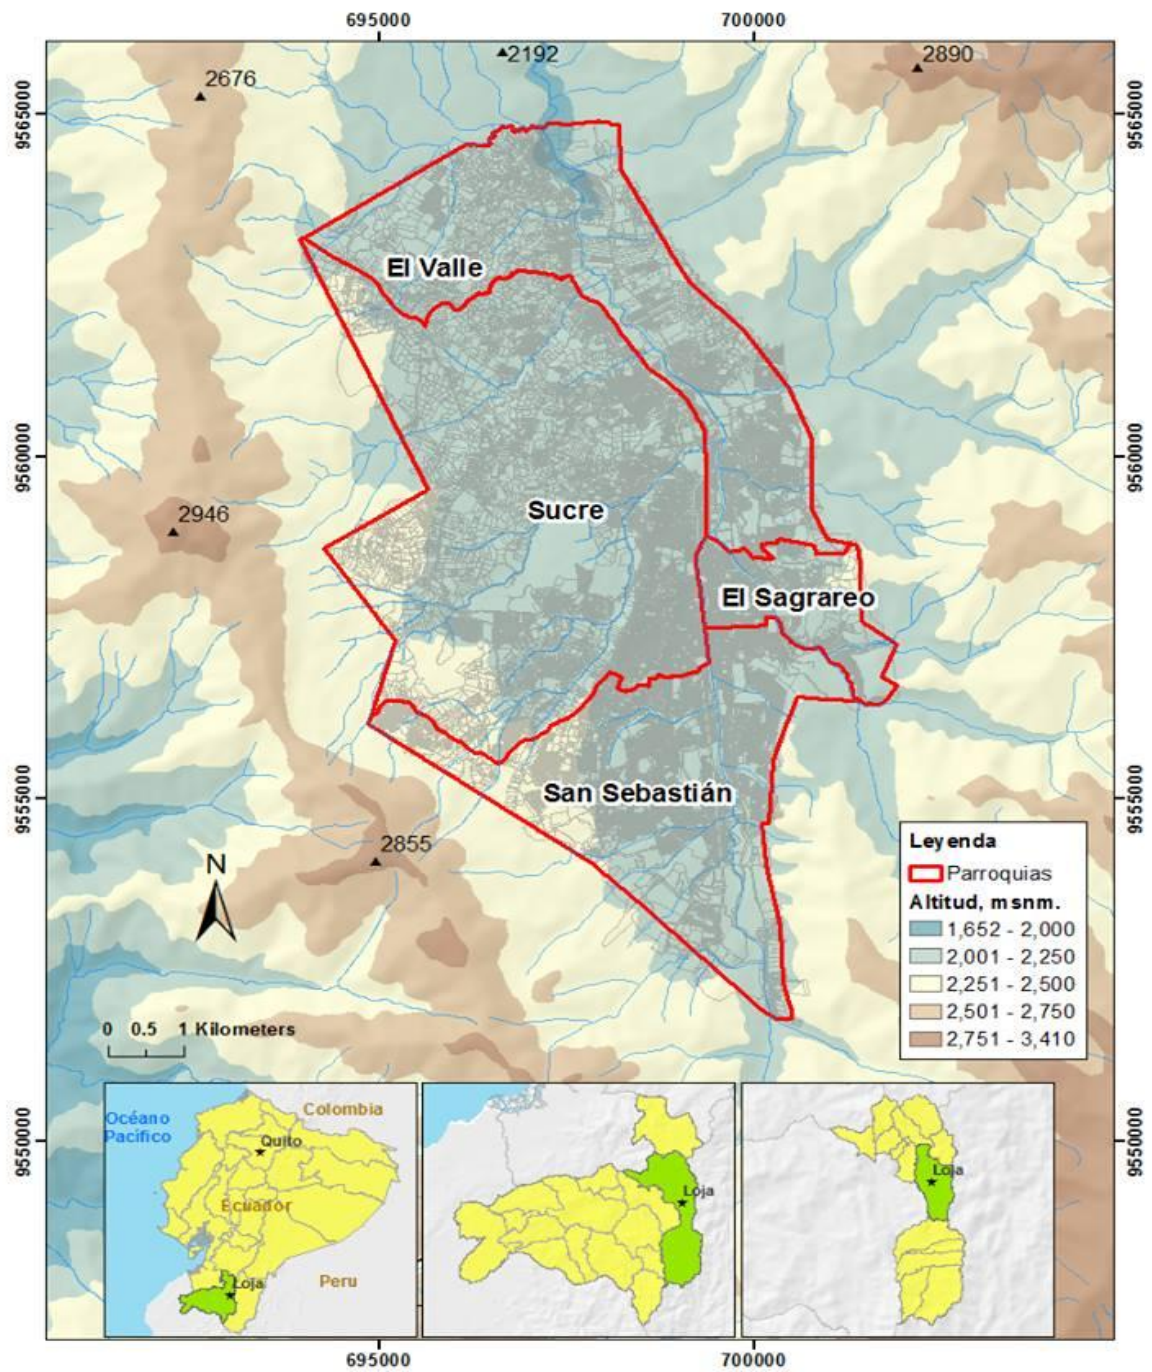 695000
700000
2192
2890
2676
9565000
9565000
El Valle
9560000
9560000
Sucre
2946
El Sagrareo
San Sebastián
9555000
9555000
2855
N
Leyenda
Parroquias
Altitud, msnm.
1,652 - 2,000
2,001 - 2,250
2,251 - 2,500
2,501 - 2,750
2,751 - 3,410
0 0.5 1 Kilometers
Océano
Pacífico
Colombia
Quito
Ecuador
Loja
Peru
Loja
Loja
9550000
9550000
695000
700000